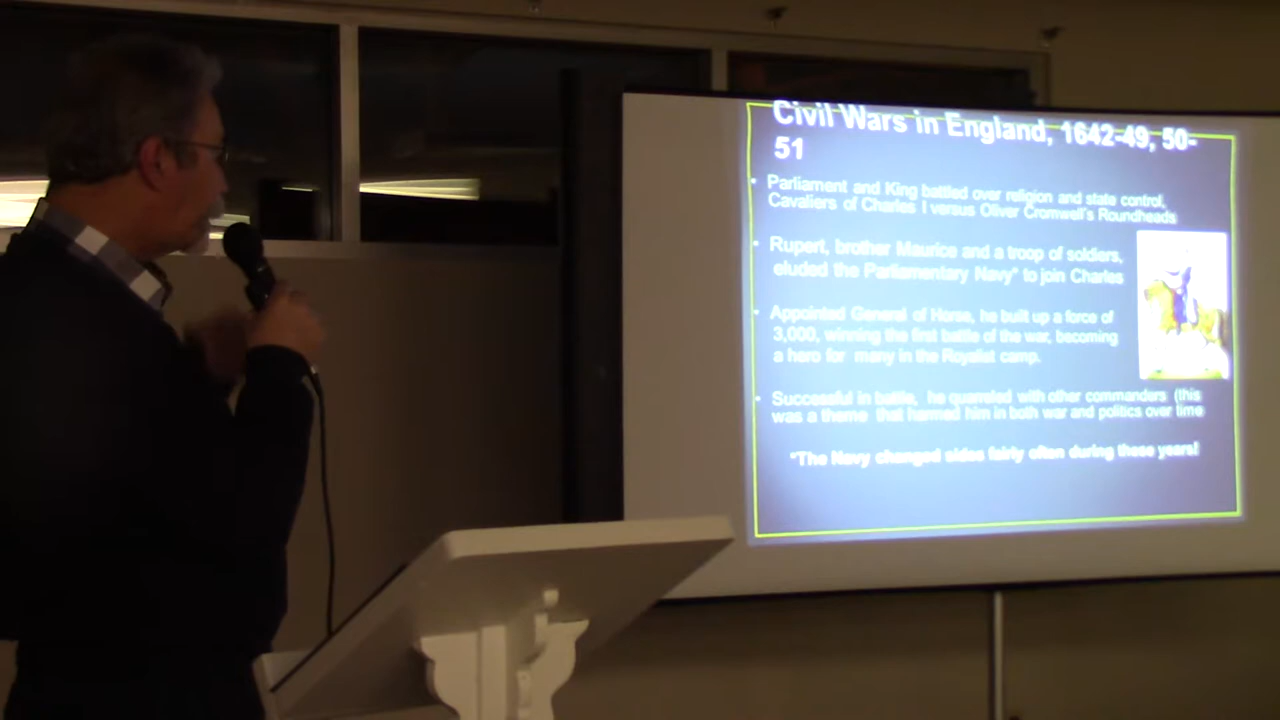 Civil Wars in England, 1642-49, 50-
51
• Parliament and King battled over religion and state control,
Cavaliers of Charles I versus Oliver Cromwell's Roundheads
• Rupert, brother Maurice and a troop of soldiers,
eluded the Parliamentary Navy* to join Charles
• Appointed General of Horse, he built up a force of
3,000, winning the first battle of the war, becoming
a hero for many in the Royalist camp.
• Successful in battle, he quarreled with other commanders (this
was a theme that harmed him in both war and politics over time
*The Navy changed sides fairly often during these years!